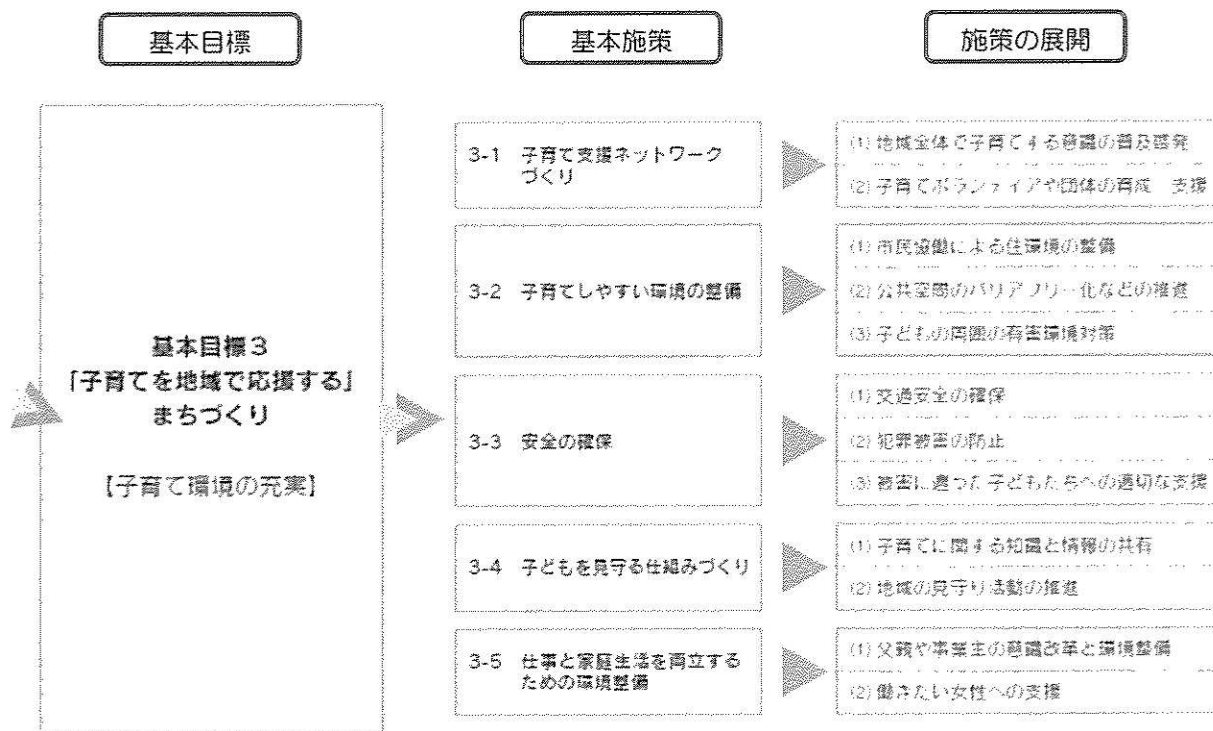 基本目標
基本施策
施策の展開
基本目標3
「子育てを地域で応援する」
まちづくり
【子育て環境の充実】
3-1 子育て支援ネットワーク
づくり
(1) 地域全体で子育てする意識の普及啓発
(2) 子育てボランティアや団体の育成 支援
3-2 子育てしやすい環境の整備
(1) 市民協働による住環境の整備
(2) 公共空間のバリアフリー化などの推進
(3) 子どもの周囲の有害環境対策
3-3 安全の確保
(1) 交通安全の確保
(2) 犯罪被害の防止
(3) 被害に遭った子どもたちへの適切な支援
3-4 子どもを見守る仕組みづくり
(1) 子育てに関する知識と情報の共有
(2) 地域の見守り活動の推進
3-5 仕事と家庭生活を両立する
ための環境整備
(1) 父親や事業主の意識改革と環境整備
(2) 働きたい女性への支援